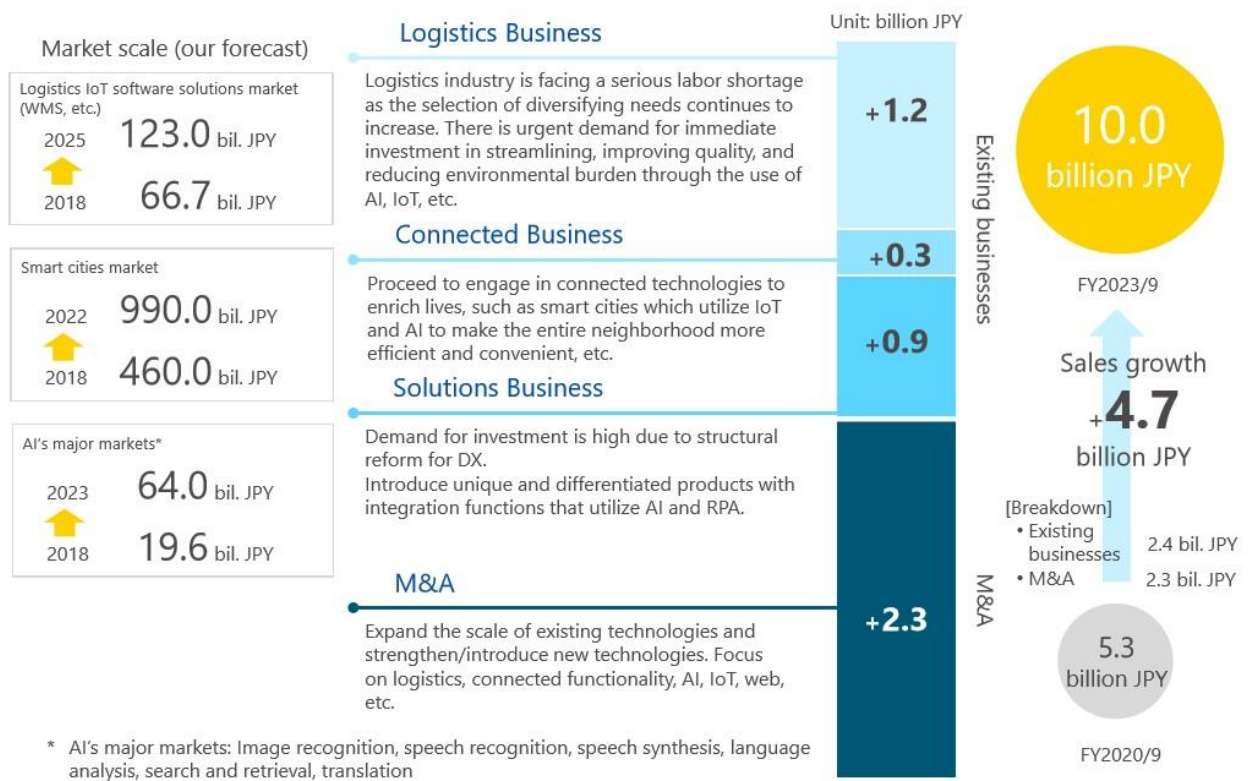 Market scale (our forecast)
Logistics IoT software solutions market
(WMS, etc.)
2025 123.0 bil. JPY
2018 66.7 bil. JPY
Smart cities market
2022 990.0 bil. JPY
2018 460.0 bil. JPY
AI's major markets*
2023 64.0 bil. JPY
2018 19.6 bil. JPY
Logistics Business
Logistics industry is facing a serious labor shortage
as the selection of diversifying needs continues to
increase. There is urgent demand for immediate
investment in streamlining, improving quality, and
reducing environmental burden through the use of
AI, IoT, etc.
Connected Business
Proceed to engage in connected technologies to
enrich lives, such as smart cities which utilize IoT
and AI to make the entire neighborhood more
efficient and convenient, etc.
Solutions Business
Demand for investment is high due to structural
reform for DX.
Introduce unique and differentiated products with
integration functions that utilize AI and RPA.
M&A
Expand the scale of existing technologies and
strengthen/introduce new technologies. Focus
on logistics, connected functionality, AI, IoT, web,
etc.
Unit: billion JPY
+1.2
+0.3
+0.9
+2.3
Existing businesses
M&A
10.0
billion JPY
FY2023/9
Sales growth
+4.7
billion JPY
[Breakdown]
• Existing
businesses 2.4 bil. JPY
• M&A 2.3 bil. JPY
5.3
billion JPY
FY2020/9
* AI's major markets: Image recognition, speech recognition, speech synthesis, language
analysis, search and retrieval, translation